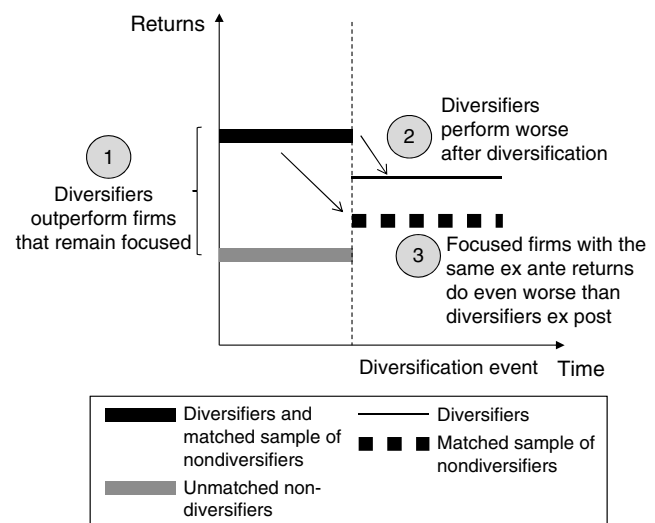 Returns
1
Diversifiers
outperform firms
that remain focused
2
Diversifiers
perform worse
after diversification
3
Focused firms with the
same ex ante returns
do even worse than
diversifiers ex post
Diversification event
Time
Diversifiers and
matched sample of
nondiversifiers
Unmatched non-
diversifiers
Diversifiers
Matched sample of
nondiversifiers